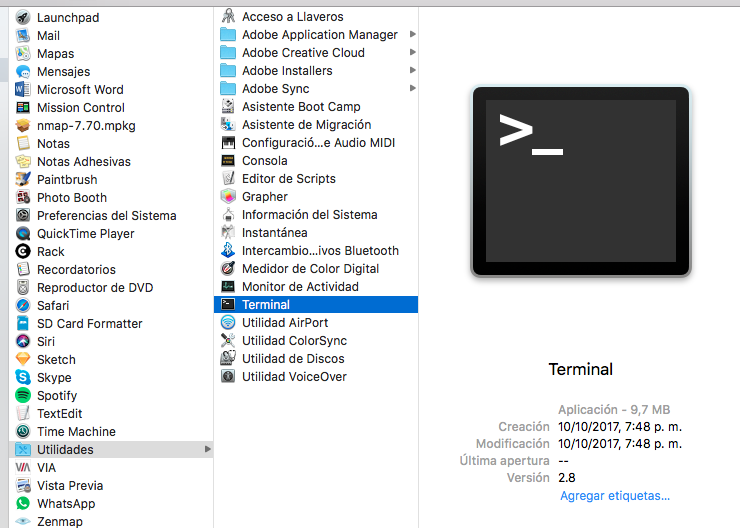 Launchpad
Mail
Mapas
Mensajes
Microsoft Word
Mission Control
nmap-7.70.mpkg
Notas
Notas Adhesivas
Paintbrush
Photo Booth
Preferencias del Sistema
QuickTime Player
Rack
Recordatorios
Reproductor de DVD
Safari
SD Card Formatter
Siri
Sketch
Skype
Spotify
TextEdit
Time Machine
Utilidades
VIA
Vista Previa
WhatsApp
Zenmap
Acceso a Llaveros
Adobe Application Manager
Adobe Creative Cloud
Adobe Installers
Adobe Sync
Asistente Boot Camp
Asistente de Migración
Configuració...e Audio MIDI
Consola
Editor de Scripts
Grapher
Información del Sistema
Instantánea
Intercambio...ivos Bluetooth
Medidor de Color Digital
Monitor de Actividad
Terminal
Utilidad AirPort
Utilidad ColorSync
Utilidad de Discos
Utilidad VoiceOver
>_
Terminal
Aplicación - 9,7 MB
Creación 10/10/2017, 7:48 p. m.
Modificación 10/10/2017, 7:48 p. m.
Última apertura --
Versión 2.8
Agregar etiquetas...